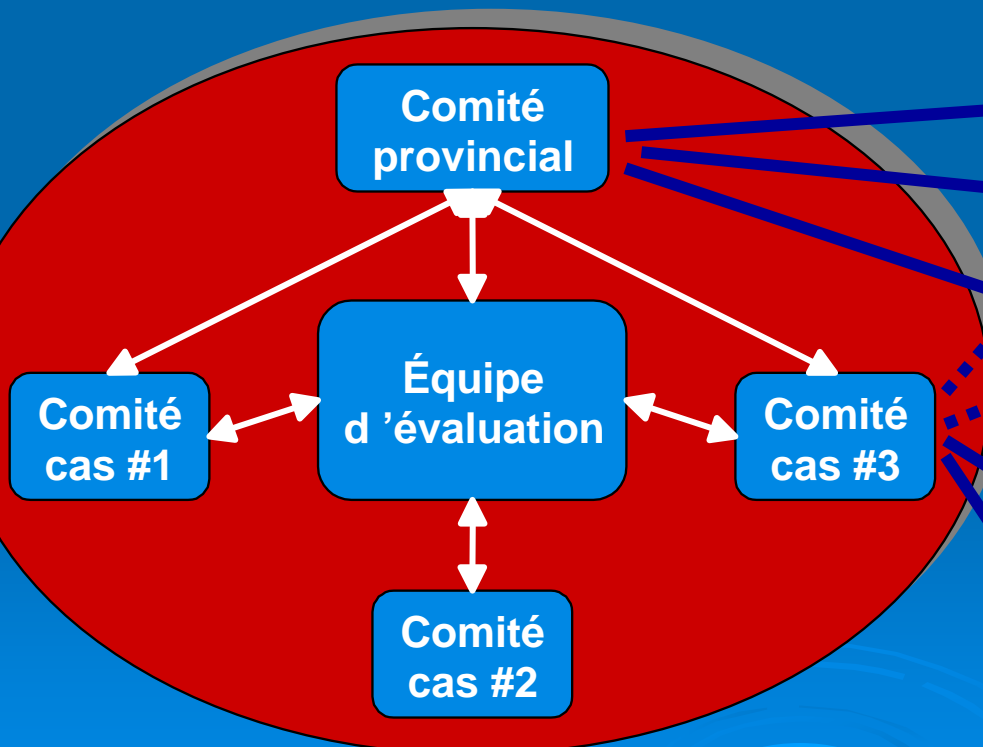 Comité
provincial
Équipe
d ’évaluation
Comité
cas #1
Comité
cas #3
Comité
cas #2